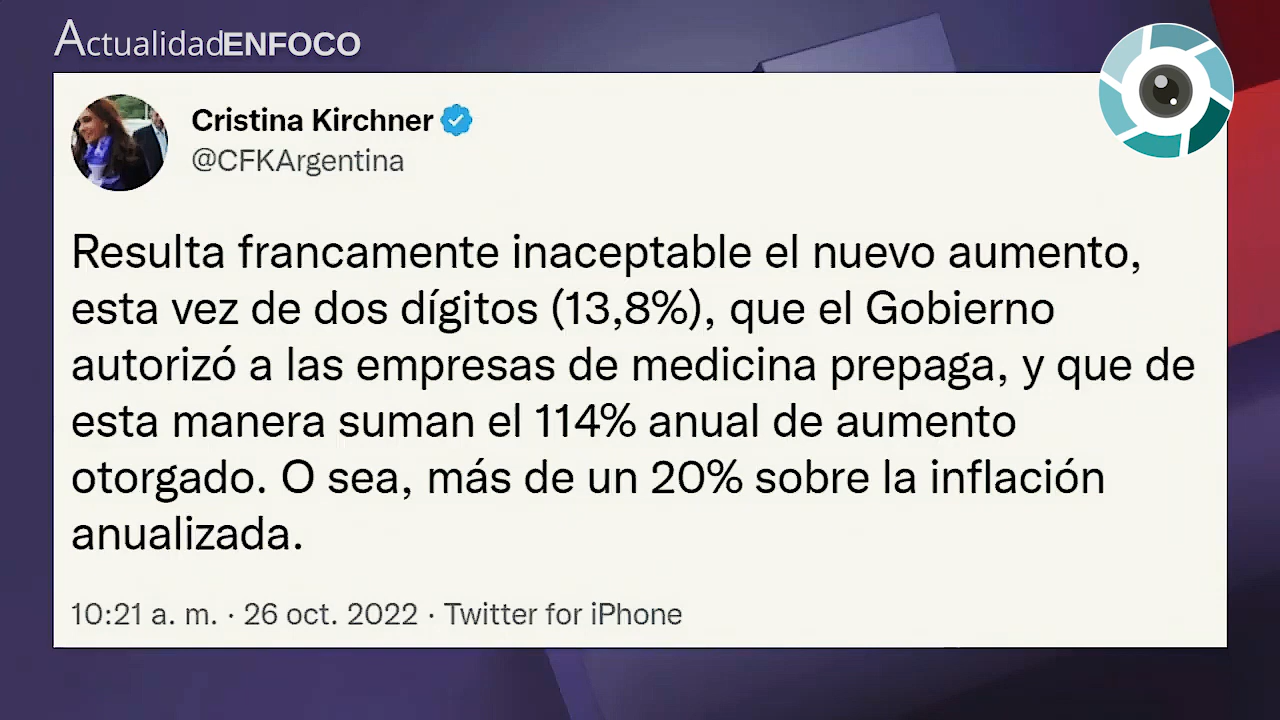 ActualidadENFOCO
Cristina Kirchner
@CFKArgentina
Resulta francamente inaceptable el nuevo aumento,
esta vez de dos dígitos (13,8%), que el Gobierno
autorizó a las empresas de medicina prepaga, y que de
esta manera suman el 114% anual de aumento
otorgado. O sea, más de un 20% sobre la inflación
anualizada.
10:21 a. m. · 26 oct. 2022 · Twitter for iPhone